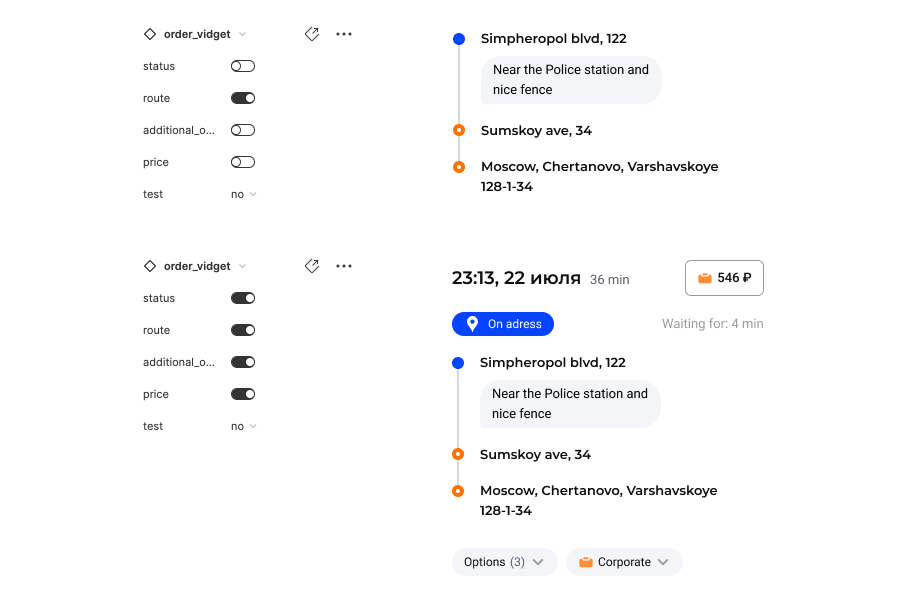 order_vidget
status
route
additional_o...
price
test no
Simpheropol blvd, 122
Near the Police station and
nice fence
Sumskoy ave, 34
Moscow, Chertanovo, Varshavskoye
128-1-34
order_vidget
status
route
additional_o...
price
test no
23:13, 22 июля 36 min
546 ₽
On adress
Waiting for: 4 min
Simpheropol blvd, 122
Near the Police station and
nice fence
Sumskoy ave, 34
Moscow, Chertanovo, Varshavskoye
128-1-34
Options (3)
Corporate